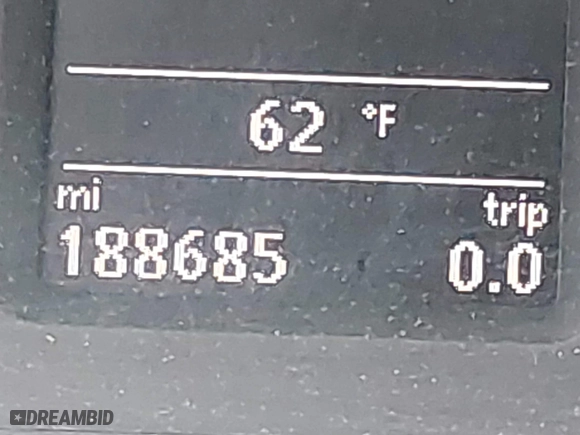 62 °F
mi trip
188685 0.0
DREAMBID